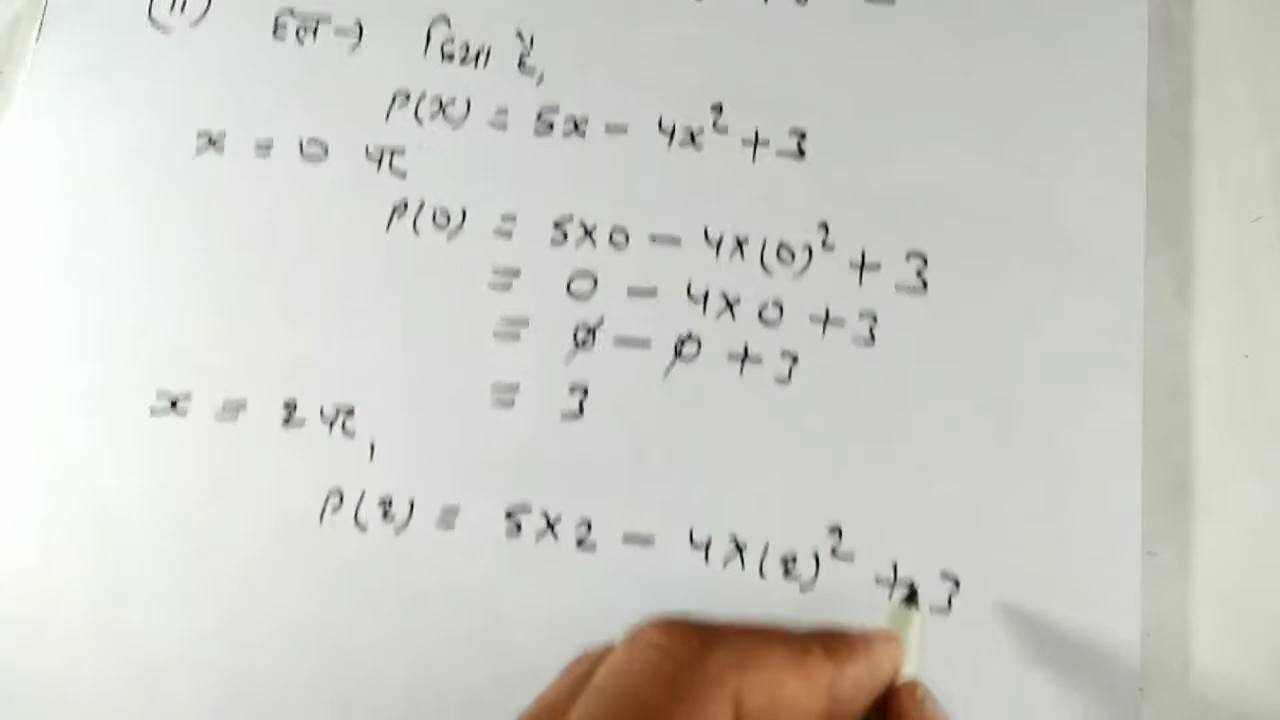 (ii) हल→ दिया है,
P(x) = 5x - 4x² + 3
x = 0 पर
P(0) = 5×0 - 4×(0)² + 3
= 0 - 4×0 + 3
= 0 - 0 + 3
= 3
x = 2 पर,
P(2) = 5×2 - 4×(2)² + 3